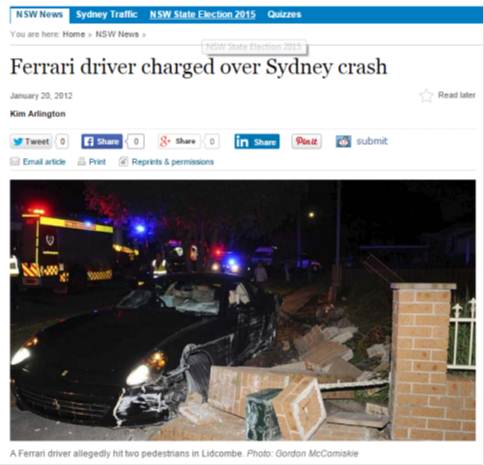 NSW News Sydney Traffic NSW State Election 2015 Quizzes
You are here: Home » NSW News »
NSW State Election 2015
Ferrari driver charged over Sydney crash
January 20, 2012
Read later
Kim Arlington
Tweet 0 Share 0 Share 0 in Share Pin it submit
Email article Print Reprints & permissions
A Ferrari driver allegedly hit two pedestrians in Lidcombe. Photo: Gordon McComiskie